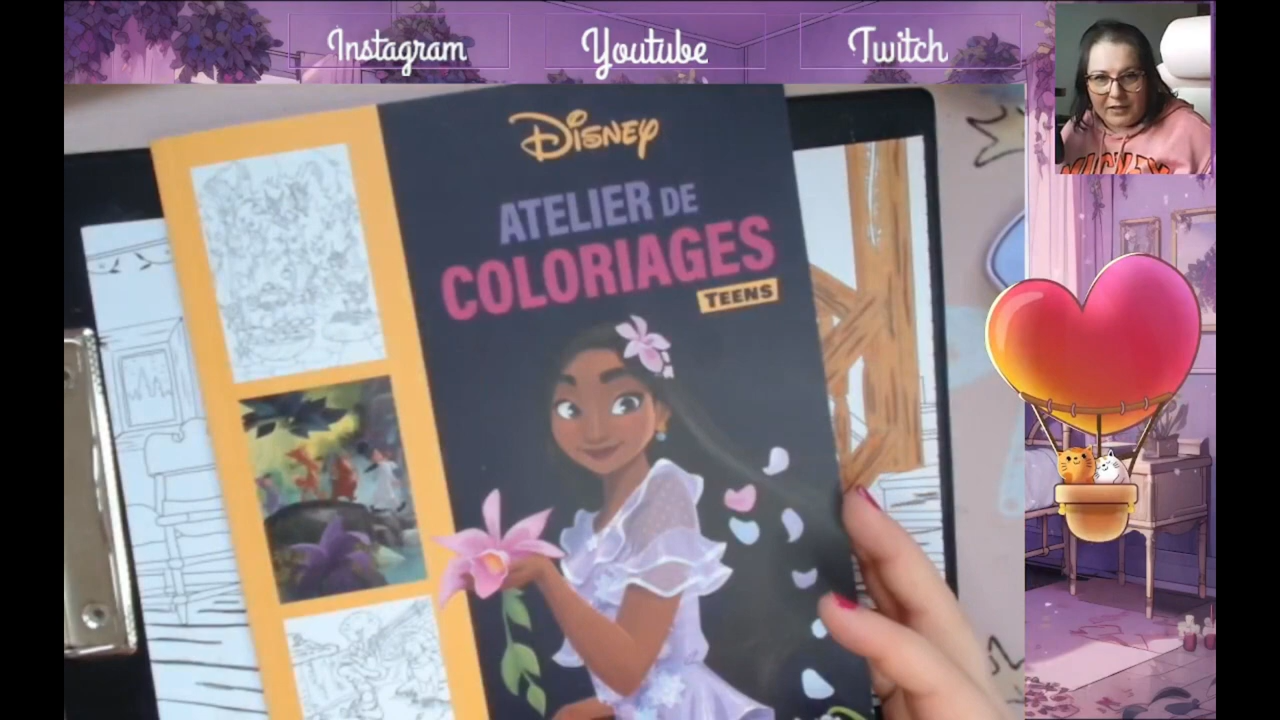 Instagram
Youtube
Twitch
DISNEY
ATELIER DE
COLORIAGES
TEENS